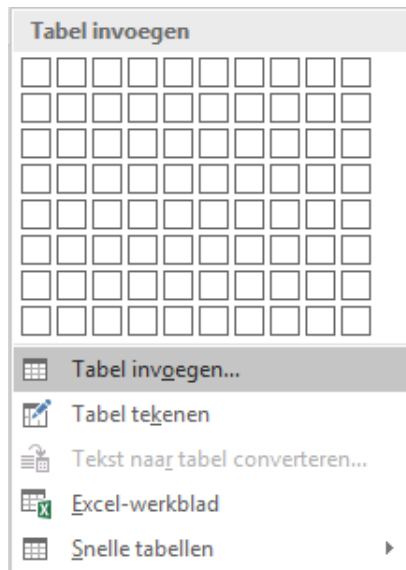 Tabel invoegen
Tabel invoegen...
Tabel tekenen
Tekst naar tabel converteren...
Excel-werkblad
Snelle tabellen